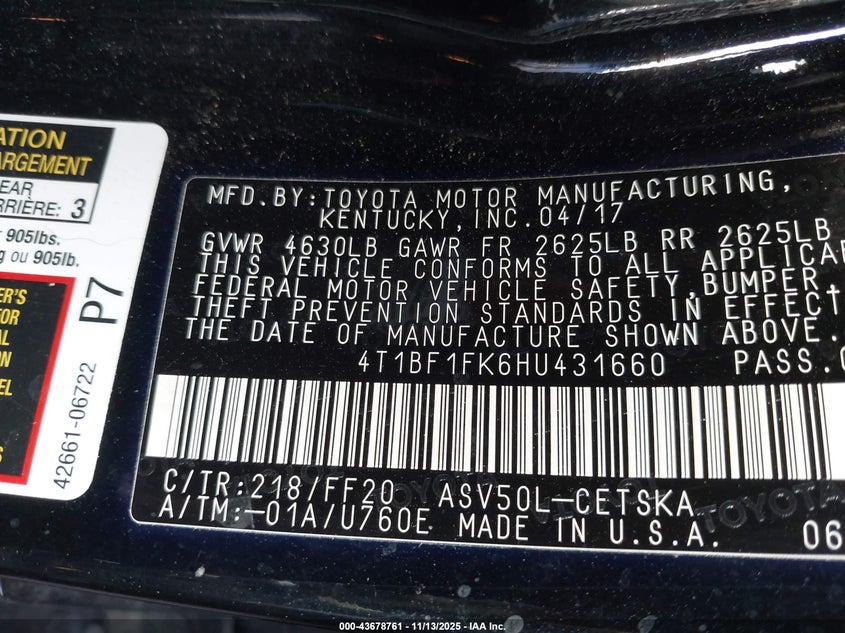 ATION
ARGEMENT
EAR
RRIÈRE: 3
905lbs.
ng ou 905lb.
ER'S
TOR
AL
ION
EL
S
P7
42661-06722
MFD.BY:TOYOTA MOTOR MANUFACTURING,
KENTUCKY,INC.04/17
GVWR 4630LB GAWR FR 2625LB RR 2625LB
THIS VEHICLE CONFORMS TO ALL APPLICAB
FEDERAL MOTOR VEHICLE SAFETY,BUMPER,
THEFT PREVENTION STANDARDS IN EFFECT
THE DATE OF MANUFACTURE SHOWN ABOVE.
4T1BF1FK6HU431660 PASS.
C/TR:218/FF20 ASV50L-CETSKA
A/TM:-01A/U760E MADE IN U.S.A. 06
TOYOTA
000-43678761 - 11/13/2025 - IAA Inc.